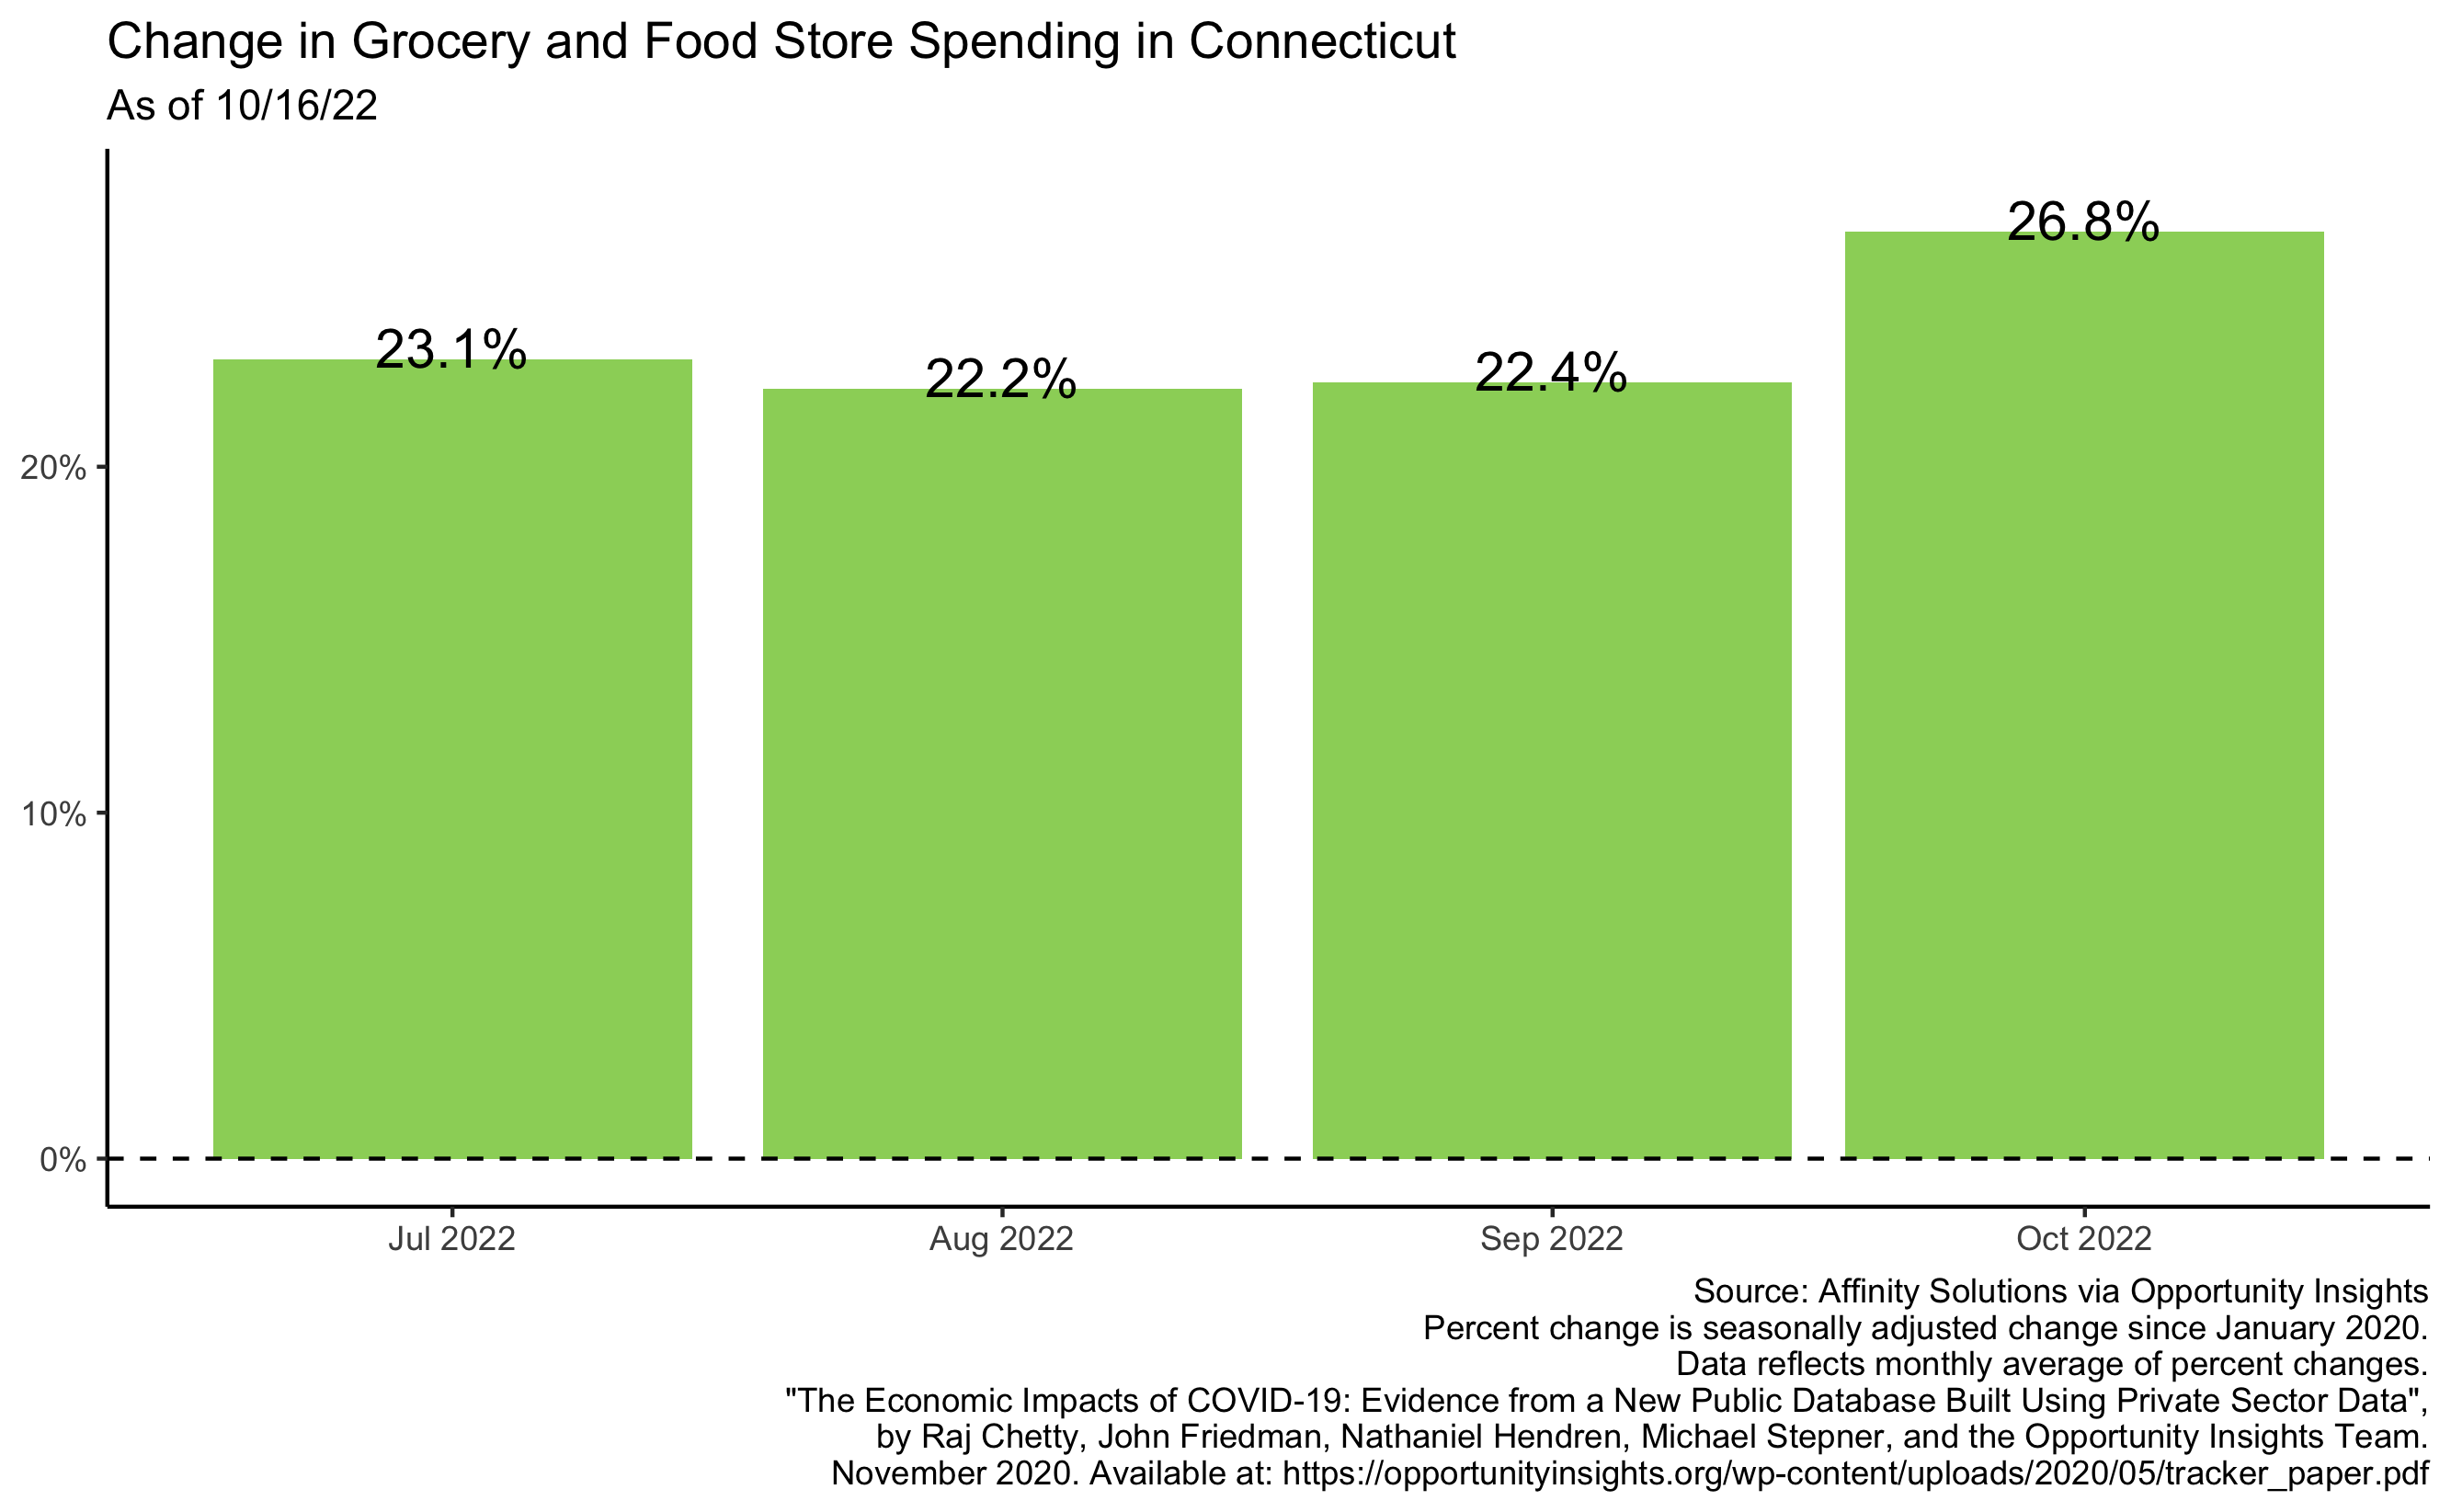 Change in Grocery and Food Store Spending in Connecticut
As of 10/16/22
26.8%
23.1%
22.2%
22.4%
20%
10%
0%
Jul 2022
Aug 2022
Sep 2022
Oct 2022
Source: Affinity Solutions via Opportunity Insights
Percent change is seasonally adjusted change since January 2020.
Data reflects monthly average of percent changes.
"The Economic Impacts of COVID-19: Evidence from a New Public Database Built Using Private Sector Data",
by Raj Chetty, John Friedman, Nathaniel Hendren, Michael Stepner, and the Opportunity Insights Team.
November 2020. Available at: https://opportunityinsights.org/wp-content/uploads/2020/05/tracker_paper.pdf